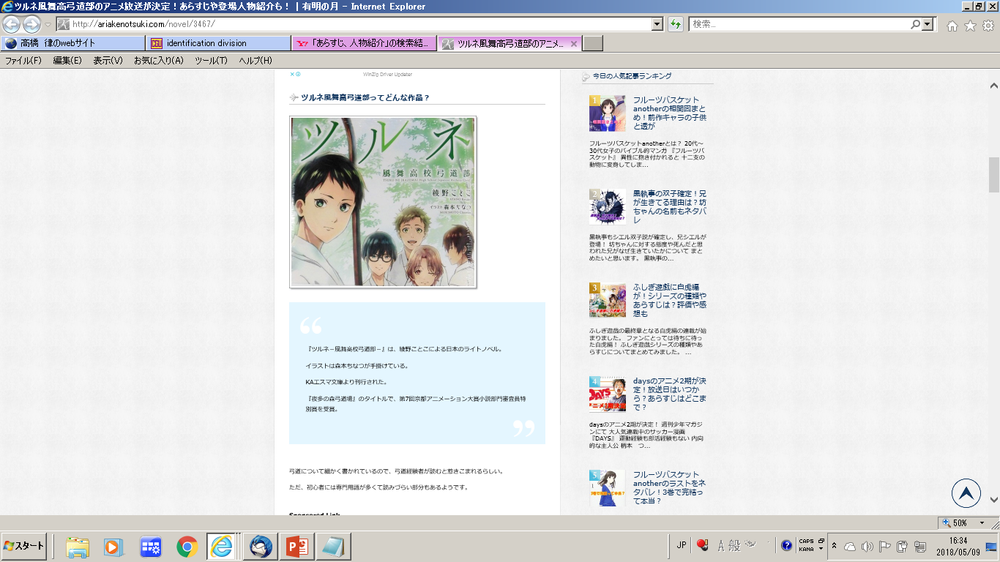 ツルネ風舞高弓道部のアニメ放送が決定！あらすじや登場人物紹介も！ | 有明の月 - Internet Explorer
http://ariakenotsuki.com/novel/3467/
検索...
高橋 律のwebサイト
identification division
「あらすじ、人物紹介」の検索結...
ツルネ風舞高弓道部のアニメ...
ファイル(F) 編集(E) 表示(V) お気に入り(A) ツール(T) ヘルプ(H)
WinZip Driver Updater
ツルネ風舞高弓道部ってどんな作品？
ツルネ
風舞高校弓道部
綾野ことこ
イラスト 森本ちなつ
『ツルネ－風舞高校弓道部－』は、綾野ことこによる日本のライトノベル。
イラストは森本ちなつが手掛けている。
KAエスマ文庫より刊行された。
『夜多の森弓道場』のタイトルで、第7回京都アニメーション大賞小説部門審査員特
別賞を受賞。
弓道について細かく書かれているので、弓道経験者が読むと惹きこまれるらしい。
ただ、初心者には専門用語が多くて読みづらい部分もあるようです。
Sponsored Link
今日の人気記事ランキング
1
フルーツバスケット
anotherの相関図まと
め！前作キャラの子供
と透が
フルーツバスケットanotherとは？ 20代～
30代女子のバイブル的マンガ 『フルーツバ
スケット』 異性に抱き付かれると 十二支の
動物に変身してしま...
2
黒執事の双子確定！兄
が生きてる理由は？坊
ちゃんの名前もネタバ
レ
黒執事もシエル双子説が確定し、兄シエルが
登場！ 坊ちゃんに対する態度や死んだと思
われた兄がなぜ生きていたかについて まと
めたいと思います。 黒執事の...
3
ふしぎ遊戯に白虎編
が！シリーズの種類や
あらすじは？評価や感
想も
ふしぎ遊戯の最終章となる白虎編の連載が始
まりました。 ファンにとっては待ちに待っ
た白虎編！ ふしぎ遊戯シリーズの種類やあ
らすじについてまとめてみました。 ...
4
daysのアニメ2期が決
定！放送日はいつか
ら？あらすじはどこま
で？
daysのアニメ2期が決定！ 週刊少年マガジ
ンにて 大人気連載中のサッカー漫画
『DAYS』 運動経験も部活経験もない 内向
的な主人公 柄本 つ...
5
フルーツバスケット
anotherのラストをネ
タバレ！3巻で完結っ
て本当？
50%
スタート
JP
A 般
CAPS
KANA
16:34
2018/05/09